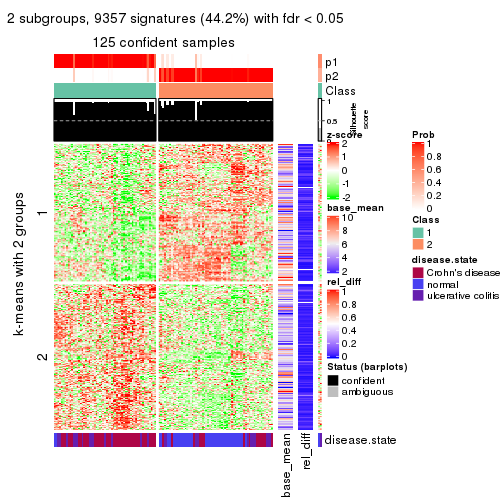 2 subgroups, 9357 signatures (44.2%) with fdr < 0.05
125 confident samples
p1
p2
Class
1
0.5
0
Silhouette
score
k-means with 2 groups
1
2
base_mean
rel_diff
disease.state
z-score
2
1
0
-1
-2
base_mean
10
8
6
4
2
rel_diff
1
0.8
0.6
0.4
0.2
0
Status (barplots)
confident
ambiguous
Prob
1
0.8
0.6
0.4
0.2
0
Class
1
2
disease.state
Crohn's disease
normal
ulcerative colitis